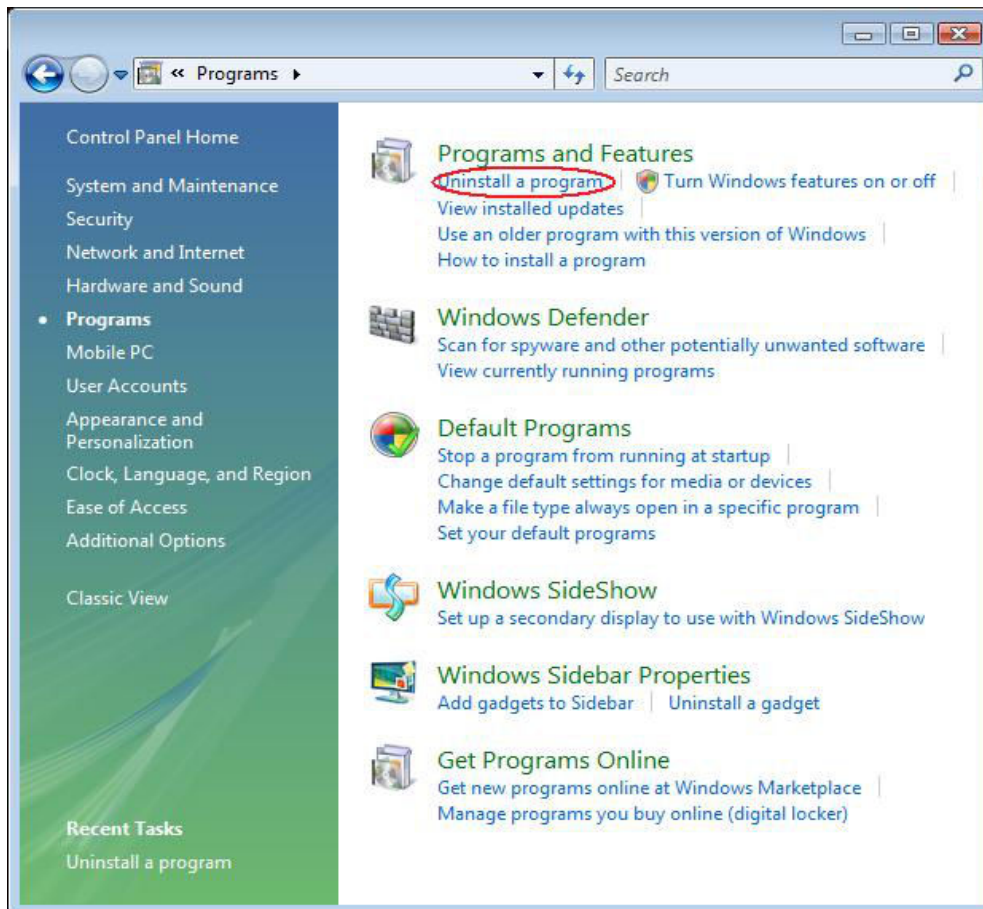 « Programs
Search
Control Panel Home
System and Maintenance
Security
Network and Internet
Hardware and Sound
Programs
Mobile PC
User Accounts
Appearance and
Personalization
Clock, Language, and Region
Ease of Access
Additional Options
Classic View
Recent Tasks
Uninstall a program
Programs and Features
Uninstall a program | Turn Windows features on or off |
View installed updates |
Use an older program with this version of Windows |
How to install a program
Windows Defender
Scan for spyware and other potentially unwanted software |
View currently running programs
Default Programs
Stop a program from running at startup |
Change default settings for media or devices |
Make a file type always open in a specific program |
Set your default programs
Windows SideShow
Set up a secondary display to use with Windows SideShow
Windows Sidebar Properties
Add gadgets to Sidebar | Uninstall a gadget
Get Programs Online
Get new programs online at Windows Marketplace |
Manage programs you buy online (digital locker)